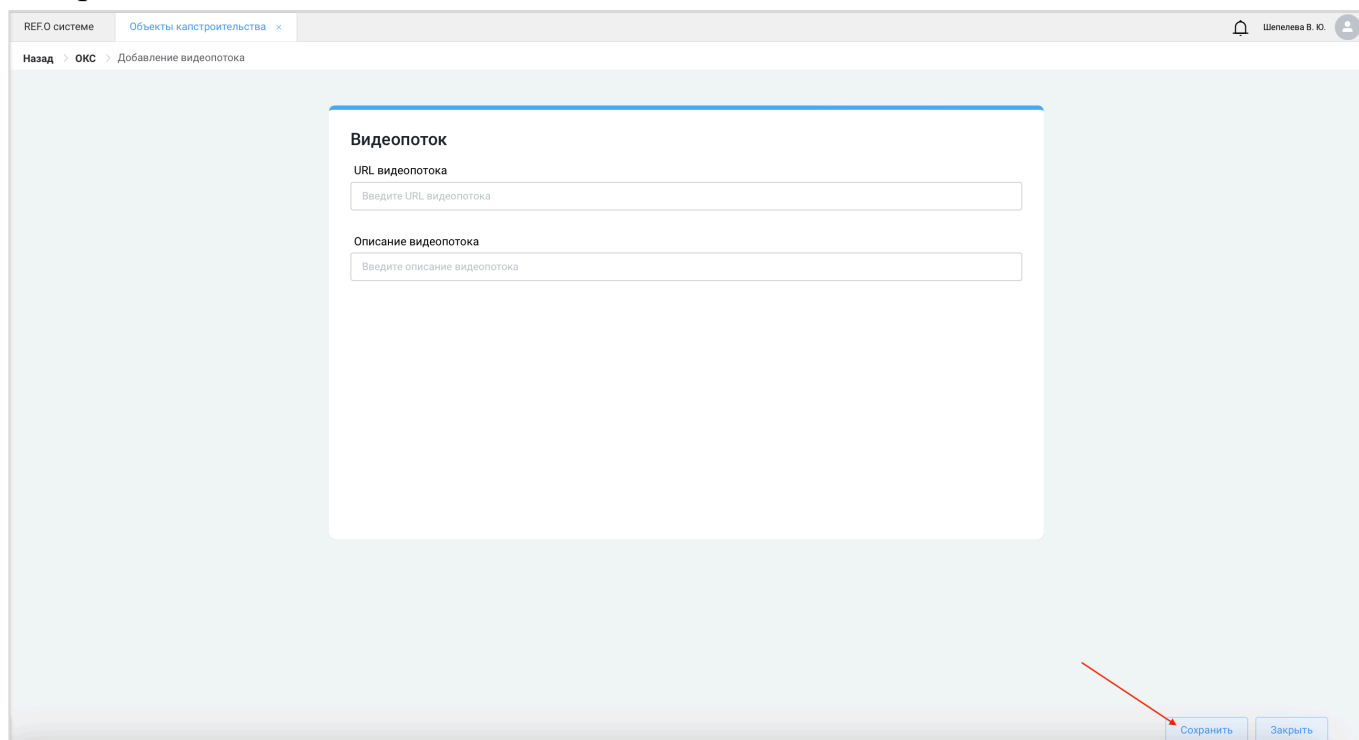 REF.О системе Объекты капстроительства × Шепелева В. Ю.
Назад > ОКС > Добавление видеопотока
Видеопоток
URL видеопотока
Введите URL видеопотока
Описание видеопотока
Введите описание видеопотока
Сохранить Закрыть